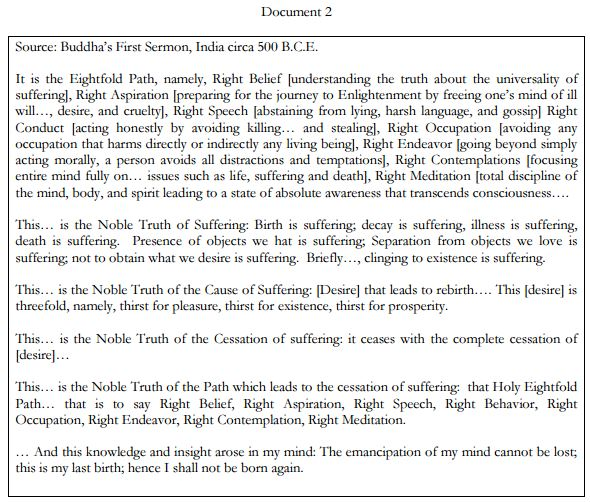 Document 2
Source: Buddha's First Sermon, India circa 500 B.C.E.
It is the Eightfold Path, namely, Right Belief [understanding the truth about the universality of
suffering], Right Aspiration [preparing for the journey to Enlightenment by freeing one's mind of ill
will…, desire, and cruelty], Right Speech [abstaining from lying, harsh language, and gossip] Right
Conduct [acting honestly by avoiding killing… and stealing], Right Occupation [avoiding any
occupation that harms directly or indirectly any living being], Right Endeavor [going beyond simply
acting morally, a person avoids all distractions and temptations], Right Contemplations [focusing
entire mind fully on… issues such as life, suffering and death], Right Meditation [total discipline of
the mind, body, and spirit leading to a state of absolute awareness that transcends consciousness….
This… is the Noble Truth of Suffering: Birth is suffering; decay is suffering, illness is suffering,
death is suffering. Presence of objects we hat is suffering; Separation from objects we love is
suffering; not to obtain what we desire is suffering. Briefly…, clinging to existence is suffering.
This… is the Noble Truth of the Cause of Suffering: [Desire] that leads to rebirth…. This [desire] is
threefold, namely, thirst for pleasure, thirst for existence, thirst for prosperity.
This… is the Noble Truth of the Cessation of suffering: it ceases with the complete cessation of
[desire]…
This… is the Noble Truth of the Path which leads to the cessation of suffering: that Holy Eightfold
Path… that is to say Right Belief, Right Aspiration, Right Speech, Right Behavior, Right
Occupation, Right Endeavor, Right Contemplation, Right Meditation.
… And this knowledge and insight arose in my mind: The emancipation of my mind cannot be lost;
this is my last birth; hence I shall not be born again.